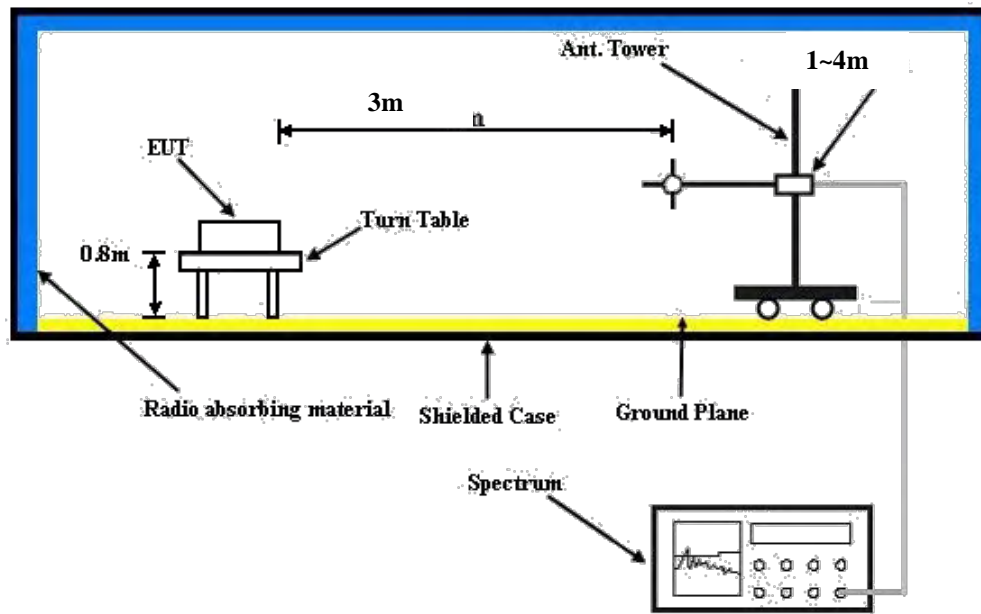 Ant. Tower
1~4m
3m
n
EUT
Turn Table
0.8m
Radio absorbing material
Shielded Case
Ground Plane
Spectrum